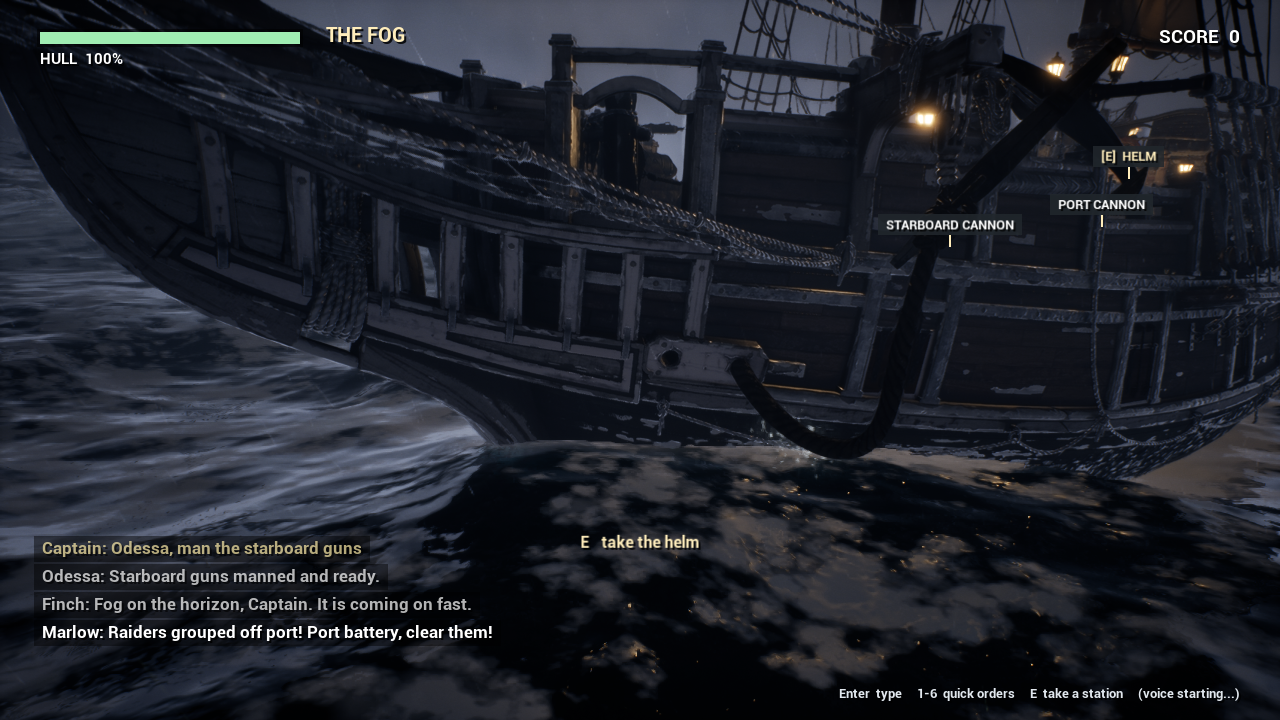 THE FOG
SCORE 0
HULL 100%
[E] HELM
PORT CANNON
STARBOARD CANNON
E take the helm
Captain: Odessa, man the starboard guns
Odessa: Starboard guns manned and ready.
Finch: Fog on the horizon, Captain. It is coming on fast.
Marlow: Raiders grouped off port! Port battery, clear them!
Enter type 1-6 quick orders E take a station (voice starting...)